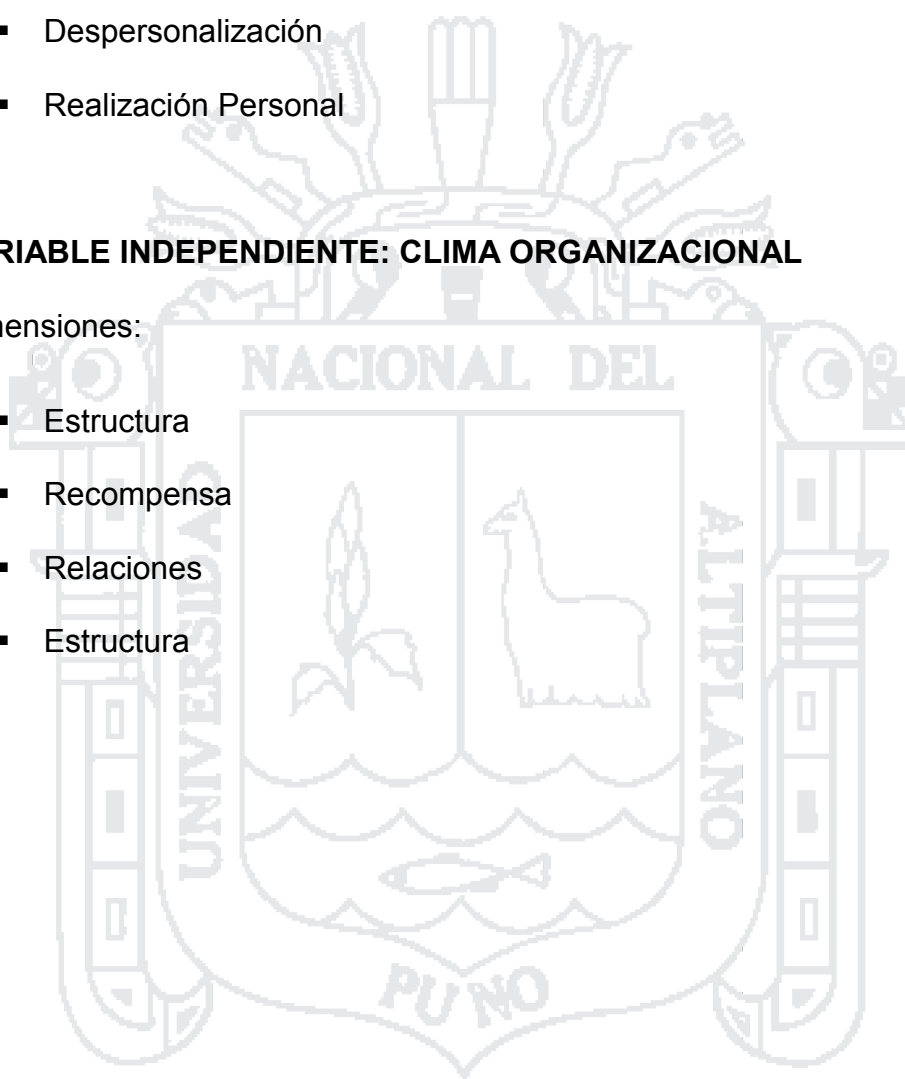 ▪ Despersonalización
▪ Realización Personal
RIABLE INDEPENDIENTE: CLIMA ORGANIZACIONAL
ensiones:
▪ Estructura
▪ Recompensa
▪ Relaciones
▪ Estructura
NACIONAL DEL
UNIVERSIDAD
ALTIPLANO
PUNO